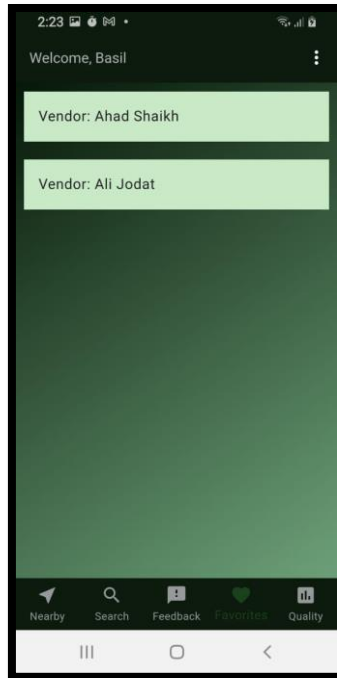 2:23
Welcome, Basil
Vendor: Ahad Shaikh
Vendor: Ali Jodat
Nearby Search Feedback Favorites Quality